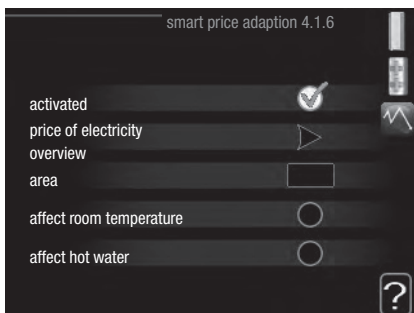 smart price adaption 4.1.6
activated
price of electricity
overview
area
affect room temperature
affect hot water
?